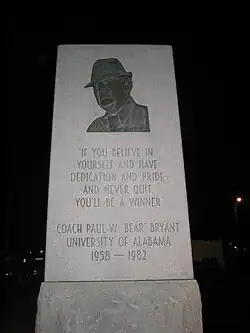 "IF YOU BELIEVE IN
YOURSELF AND HAVE
DEDICATION AND PRIDE
AND NEVER QUIT,
YOU'LL BE A WINNER
COACH PAUL W. "BEAR" BRYANT
UNIVERSITY OF ALABAMA
1958 — 1982